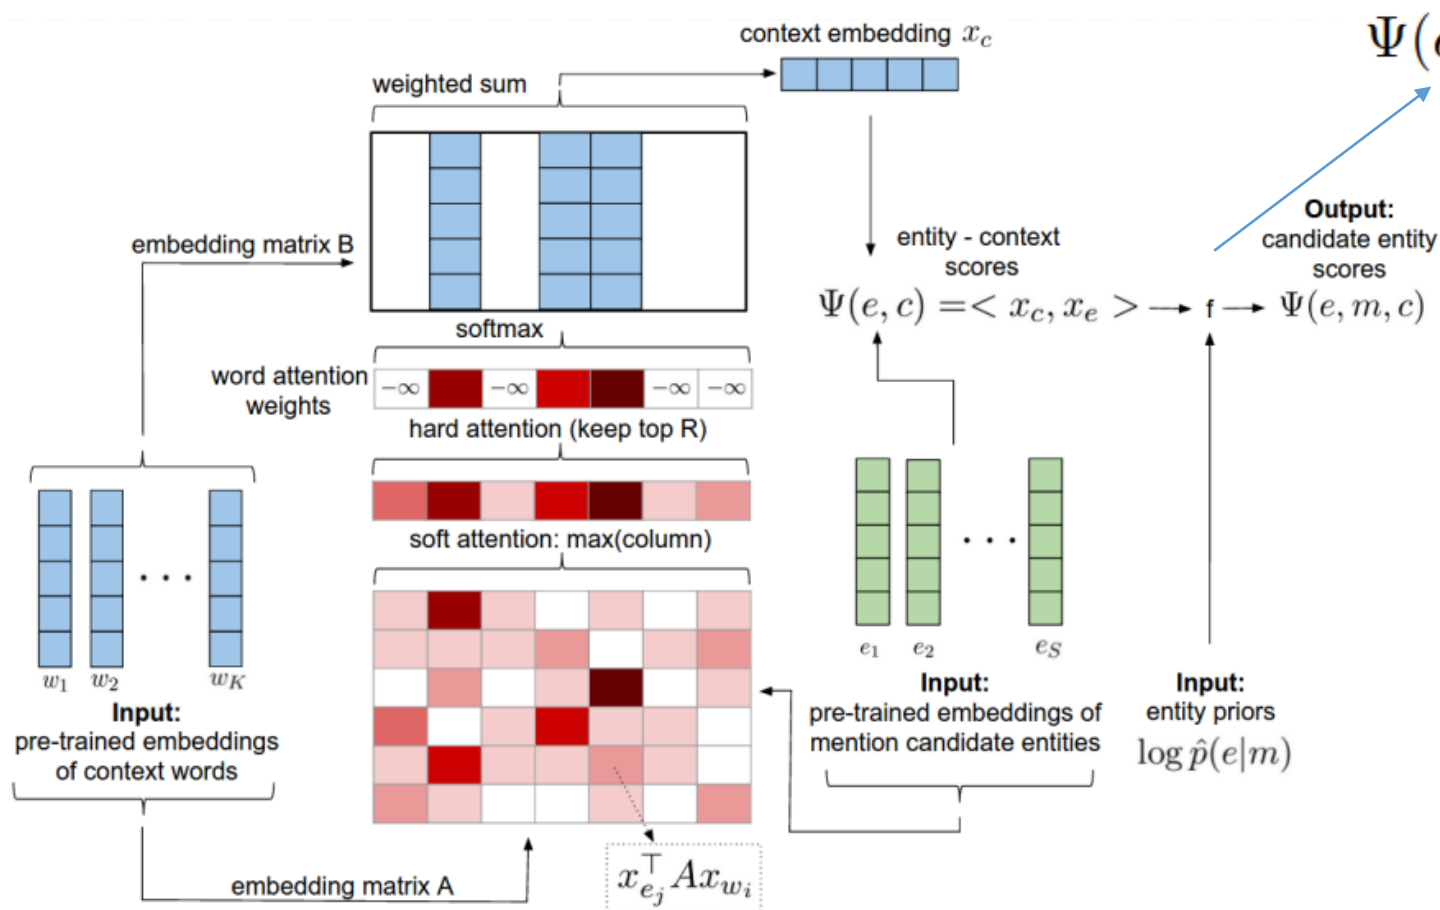 context embedding x_c
Ψ(
weighted sum
embedding matrix B
Output:
candidate entity
scores
entity - context
scores
Ψ(e, c) =< x_c, x_e >
f
Ψ(e, m, c)
softmax
word attention
weights
−∞ −∞ −∞ −∞
hard attention (keep top R)
soft attention: max(column)
w_1 w_2 · · · w_K
Input:
pre-trained embeddings
of context words
e_1 e_2 · · · e_S
Input:
pre-trained embeddings of
mention candidate entities
Input:
entity priors
log p̂(e|m)
embedding matrix A
x_{e_j}^⊤ A x_{w_i}